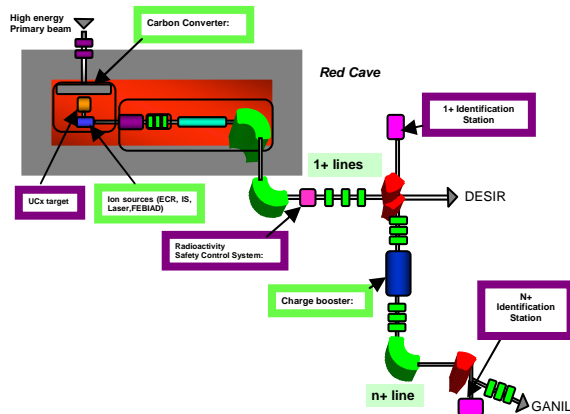 High energy
Primary beam
Carbon Converter:
Red Cave
1+ Identification
Station
1+ lines
UCx target
Ion sources (ECR, IS,
Laser,FEBIAD)
DESIR
Radioactivity
Safety Control System:
Charge booster:
N+
Identification
Station
n+ line
GANIL